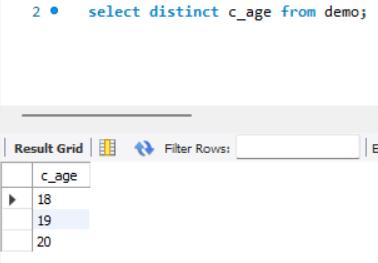 2 select distinct c_age from demo;
Result Grid Filter Rows:
c_age
18
19
20